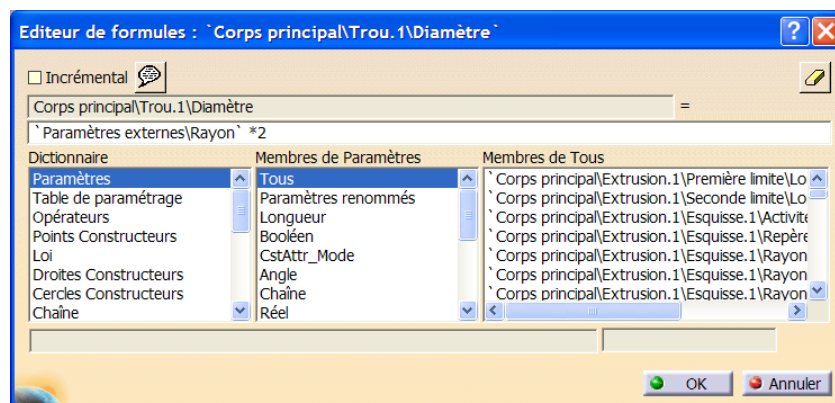 Editeur de formules : `Corps principal\Trou.1\Diamètre`
Incrémental
Corps principal\Trou.1\Diamètre =
`Paramètres externes\Rayon` *2
Dictionnaire Membres de Paramètres Membres de Tous
Paramètres Tous `Corps principal\Extrusion.1\Première limite\Lo
Table de paramétrage Paramètres renommés `Corps principal\Extrusion.1\Seconde limite\Lo
Opérateurs Longueur `Corps principal\Extrusion.1\Esquisse.1\Activité
Points Constructeurs Booléen `Corps principal\Extrusion.1\Esquisse.1\Repère
Loi CstAttr_Mode `Corps principal\Extrusion.1\Esquisse.1\Rayon
Droites Constructeurs Angle `Corps principal\Extrusion.1\Esquisse.1\Rayon
Cercles Constructeurs Chaîne `Corps principal\Extrusion.1\Esquisse.1\Rayon
Chaîne Réel
OK Annuler